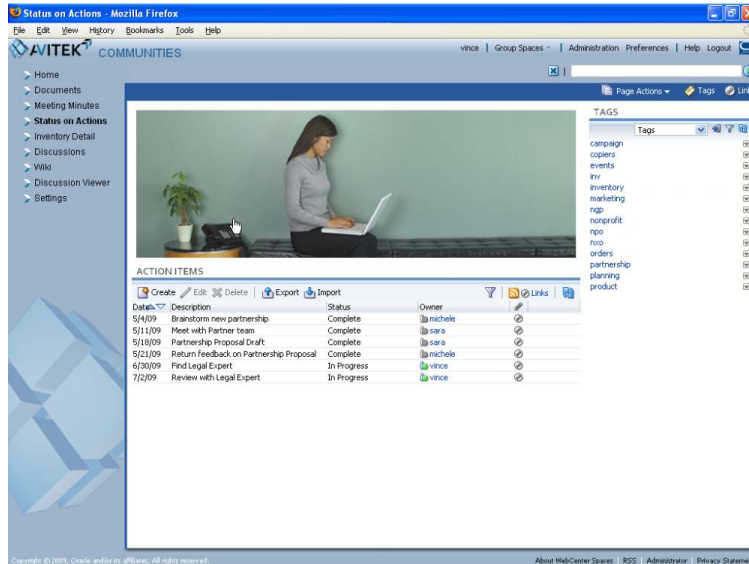 Status on Actions - Mozilla Firefox
File Edit View History Bookmarks Tools Help
AVITEK COMMUNITIES
vince | Group Spaces | Administration Preferences | Help Logout
Home
Documents
Meeting Minutes
Status on Actions
Inventory Detail
Discussions
Wiki
Discussion Viewer
Settings
Page Actions Tags Lin
TAGS
Tags
campaign
copiers
events
inv
inventory
marketing
ngp
nonprofit
npo
nxo
orders
partnership
planning
product
ACTION ITEMS
Create Edit Delete Export Import Links
Date Description Status Owner
5/4/09 Brainstorm new partnership Complete michele
5/11/09 Meet with Partner team Complete sara
5/18/09 Partnership Proposal Draft Complete sara
5/21/09 Return feedback on Partnership Proposal Complete michele
6/30/09 Find Legal Expert In Progress vince
7/2/09 Review with Legal Expert In Progress vince
Copyright © 2009, Oracle and/or its affiliates. All rights reserved.
About WebCenter Spaces | RSS | Administrator | Privacy Stateme